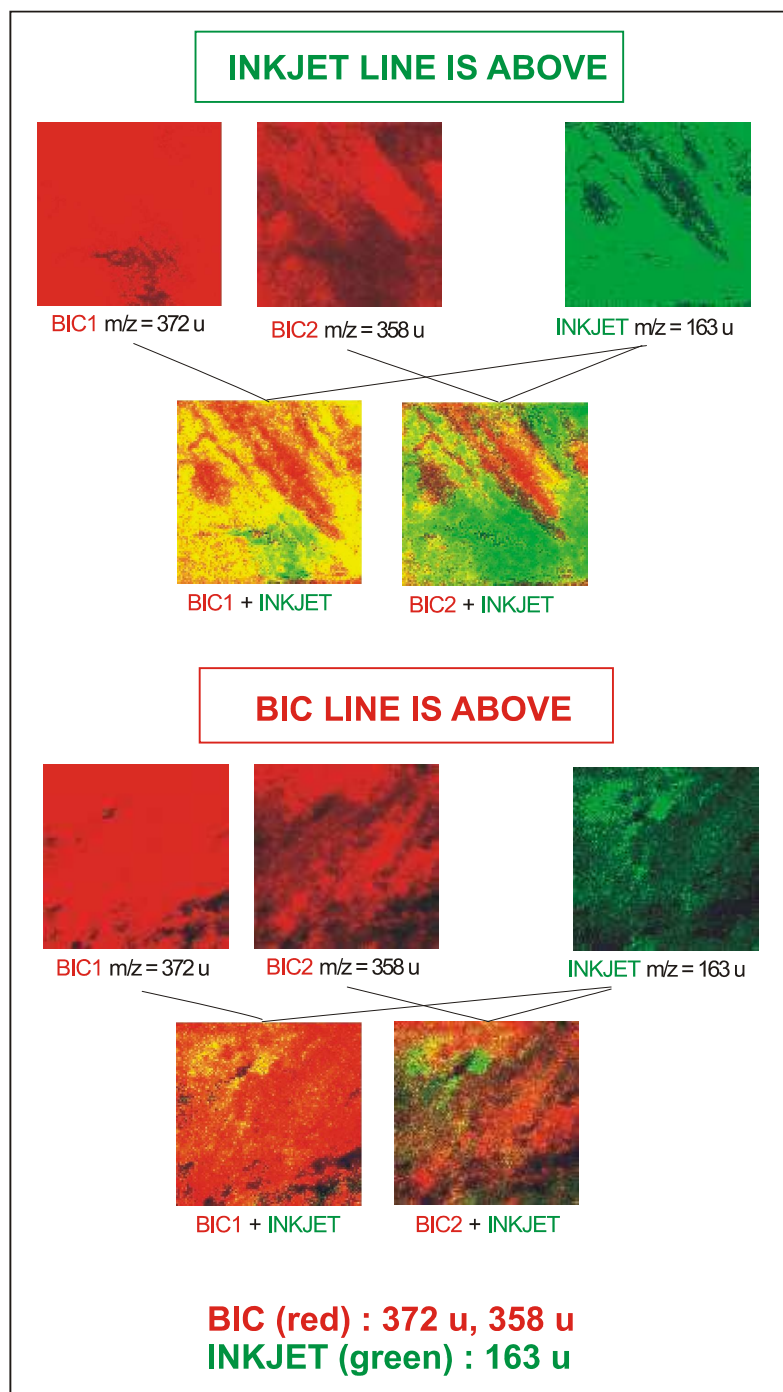 INKJET LINE IS ABOVE
BIC1 m/z = 372 u
BIC2 m/z = 358 u
INKJET m/z = 163 u
BIC1 + INKJET
BIC2 + INKJET
BIC LINE IS ABOVE
BIC1 m/z = 372 u
BIC2 m/z = 358 u
INKJET m/z = 163 u
BIC1 + INKJET
BIC2 + INKJET
BIC (red) : 372 u, 358 u
INKJET (green) : 163 u